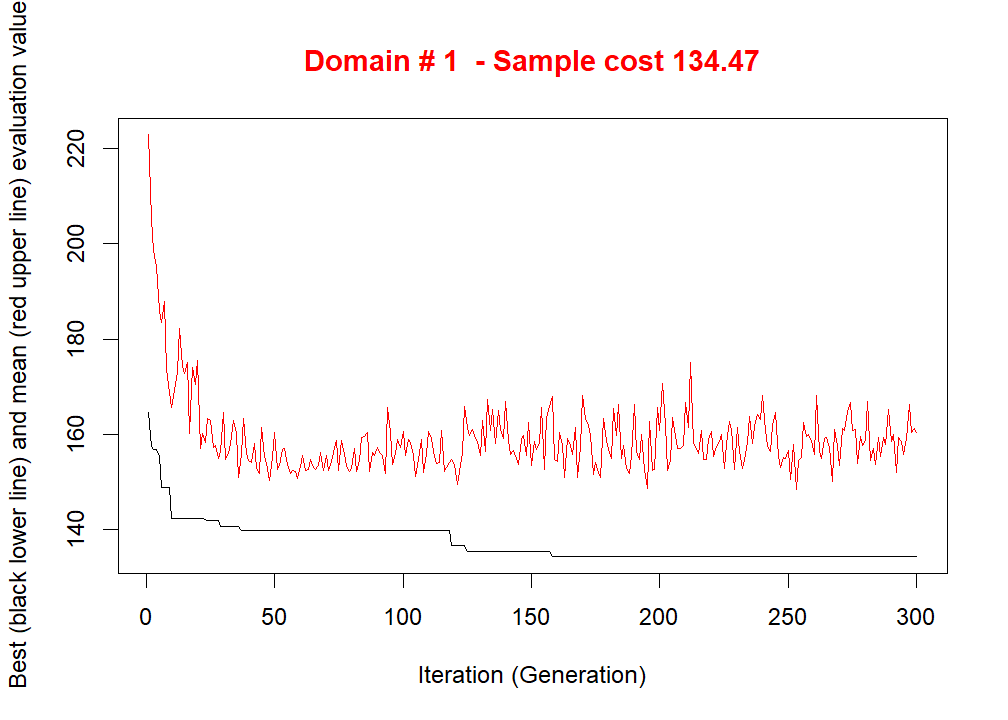 Domain # 1  - Sample cost 134.47
Best (black lower line) and mean (red upper line) evaluation value
220
200
180
160
140
0 50 100 150 200 250 300
Iteration (Generation)